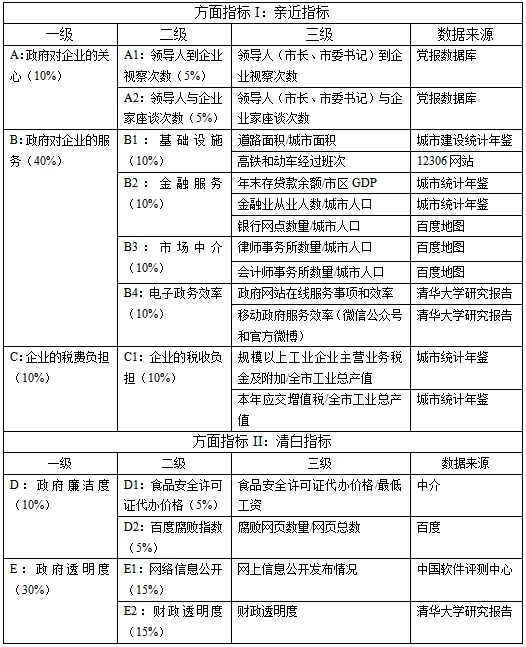 方面指标 I：亲近指标
一级 二级 三级 数据来源
A：政府对企业的关心（10%）
A1：领导人到企业视察次数（5%）
领导人（市长、市委书记）到企业视察次数
党报数据库
A2：领导人与企业家座谈次数（5%）
领导人（市长、市委书记）与企业家座谈次数
党报数据库
B：政府对企业的服务（40%）
B1：基础设施（10%）
道路面积/城市面积
城市建设统计年鉴
高铁和动车经过班次
12306 网站
B2：金融服务（10%）
年末存贷款余额/市区 GDP
城市统计年鉴
金融业从业人数/城市人口
城市统计年鉴
银行网点数量/城市人口
百度地图
B3：市场中介（10%）
律师事务所数量/城市人口
百度地图
会计师事务所数量/城市人口
百度地图
B4：电子政务效率（10%）
政府网站在线服务事项和效率
清华大学研究报告
移动政府服务效率（微信公众号和官方微博）
清华大学研究报告
C：企业的税费负担（10%）
C1：企业的税收负担（10%）
规模以上工业企业主营业务税金及附加/全市工业总产值
城市统计年鉴
本年应交增值税/全市工业总产值
城市统计年鉴
方面指标 II：清白指标
一级 二级 三级 数据来源
D：政府廉洁度（10%）
D1：食品安全许可证代办价格（5%）
食品安全许可证代办价格/最低工资
中介
D2：百度腐败指数（5%）
腐败网页数量/网页总数
百度
E：政府透明度（30%）
E1：网络信息公开（15%）
网上信息公开发布情况
中国软件评测中心
E2：财政透明度（15%）
财政透明度
清华大学研究报告